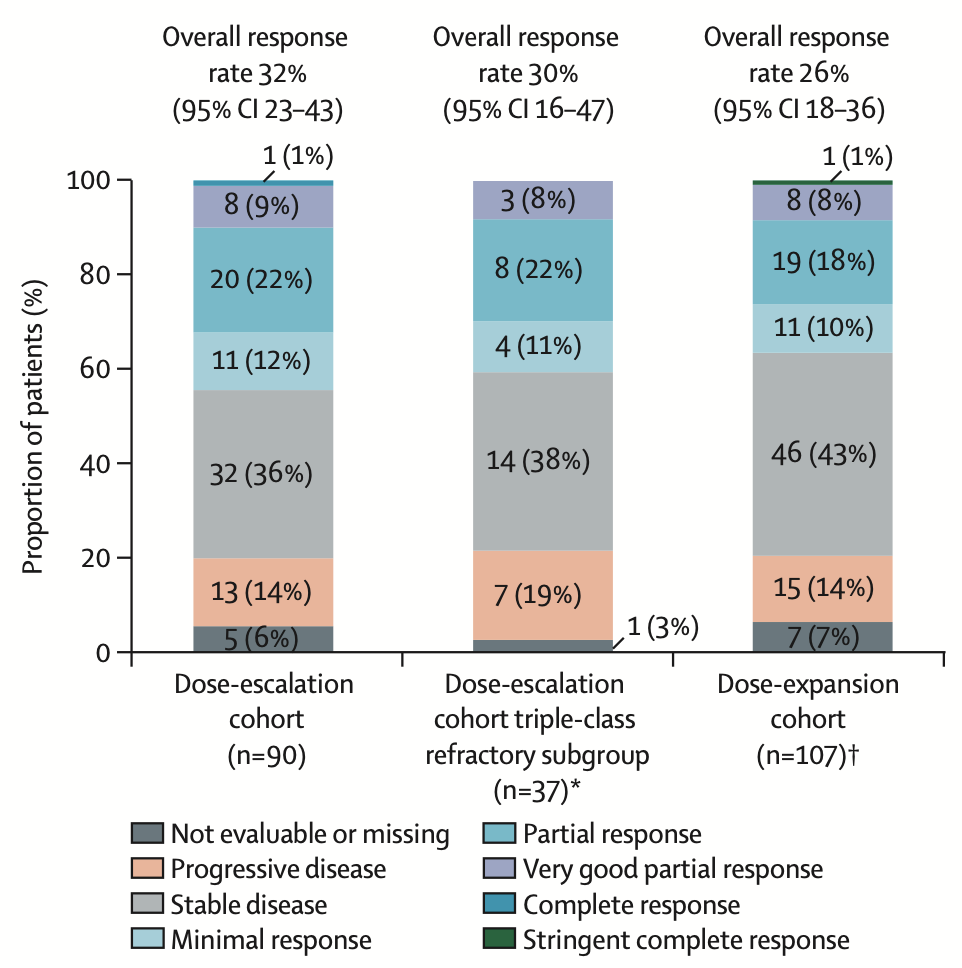 Overall response
rate 32%
(95% CI 23–43)
Overall response
rate 30%
(95% CI 16–47)
Overall response
rate 26%
(95% CI 18–36)
Proportion of patients (%)
100
80
60
40
20
0
1 (1%)
8 (9%)
20 (22%)
11 (12%)
32 (36%)
13 (14%)
5 (6%)
3 (8%)
8 (22%)
4 (11%)
14 (38%)
7 (19%)
1 (3%)
1 (1%)
8 (8%)
19 (18%)
11 (10%)
46 (43%)
15 (14%)
7 (7%)
Dose-escalation
cohort
(n=90)
Dose-escalation
cohort triple-class
refractory subgroup
(n=37)*
Dose-expansion
cohort
(n=107)†
Not evaluable or missing
Progressive disease
Stable disease
Minimal response
Partial response
Very good partial response
Complete response
Stringent complete response